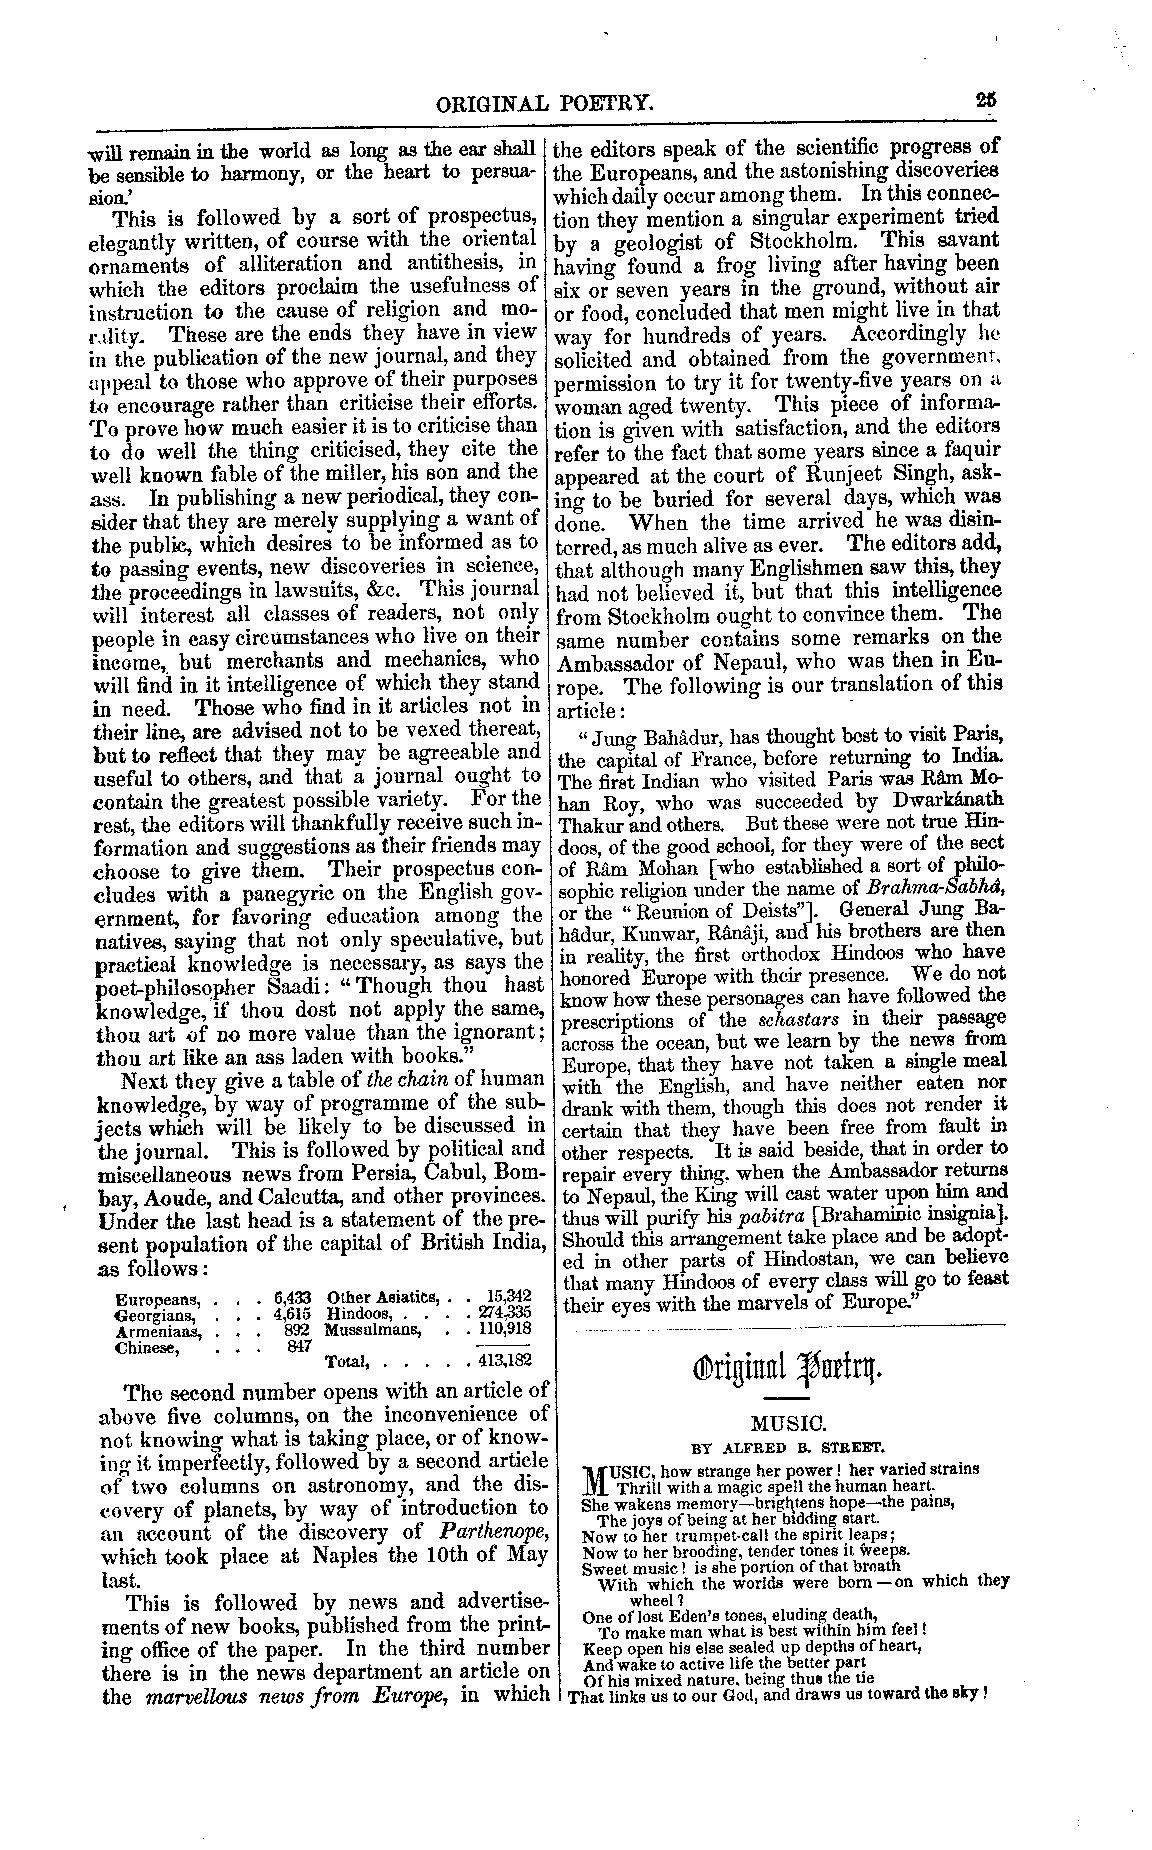 ORIGINAL POETRY.
25
will remain in the world as long as the ear shall
be sensible to harmony, or the heart to persua-
sion.'
This is followed by a sort of prospectus,
elegantly written, of course with the oriental
ornaments of alliteration and antithesis, in
which the editors proclaim the usefulness of
instruction to the cause of religion and mo-
rality. These are the ends they have in view
in the publication of the new journal, and they
appeal to those who approve of their purposes
to encourage rather than criticise their efforts.
To prove how much easier it is to criticise than
to do well the thing criticised, they cite the
well known fable of the miller, his son and the
ass. In publishing a new periodical, they con-
sider that they are merely supplying a want of
the public, which desires to be informed as to
to passing events, new discoveries in science,
the proceedings in lawsuits, &c. This journal
will interest all classes of readers, not only
people in easy circumstances who live on their
income, but merchants and mechanics, who
will find in it intelligence of which they stand
in need. Those who find in it articles not in
their line, are advised not to be vexed thereat,
but to reflect that they may be agreeable and
useful to others, and that a journal ought to
contain the greatest possible variety. For the
rest, the editors will thankfully receive such in-
formation and suggestions as their friends may
choose to give them. Their prospectus con-
cludes with a panegyric on the English gov-
ernment, for favoring education among the
natives, saying that not only speculative, but
practical knowledge is necessary, as says the
poet-philosopher Saadi: "Though thou hast
knowledge, if thou dost not apply the same,
thou art of no more value than the ignorant;
thou art like an ass laden with books."
Next they give a table of the chain of human
knowledge, by way of programme of the sub-
jects which will be likely to be discussed in
the journal. This is followed by political and
miscellaneous news from Persia, Cabul, Bom-
bay, Aoude, and Calcutta, and other provinces.
Under the last head is a statement of the pre-
sent population of the capital of British India,
as follows:
Europeans, . . . 6,433 Other Asiatics, . . 15,342
Georgians, . . . 4,615 Hindoos, . . . . 274,335
Armenians, . . . 892 Mussulmans, . . 110,918
Chinese, . . . 847
Total, . . . . . 413,182
The second number opens with an article of
above five columns, on the inconvenience of
not knowing what is taking place, or of know-
ing it imperfectly, followed by a second article
of two columns on astronomy, and the dis-
covery of planets, by way of introduction to
an account of the discovery of Parthenope,
which took place at Naples the 10th of May
last.
This is followed by news and advertise-
ments of new books, published from the print-
ing office of the paper. In the third number
there is in the news department an article on
the marvellous news from Europe, in which
the editors speak of the scientific progress of
the Europeans, and the astonishing discoveries
which daily occur among them. In this connec-
tion they mention a singular experiment tried
by a geologist of Stockholm. This savant
having found a frog living after having been
six or seven years in the ground, without air
or food, concluded that men might live in that
way for hundreds of years. Accordingly he
solicited and obtained from the government,
permission to try it for twenty-five years on a
woman aged twenty. This piece of informa-
tion is given with satisfaction, and the editors
refer to the fact that some years since a faquir
appeared at the court of Runjeet Singh, ask-
ing to be buried for several days, which was
done. When the time arrived he was disin-
terred, as much alive as ever. The editors add,
that although many Englishmen saw this, they
had not believed it, but that this intelligence
from Stockholm ought to convince them. The
same number contains some remarks on the
Ambassador of Nepaul, who was then in Eu-
rope. The following is our translation of this
article:
"Jung Bahâdur, has thought best to visit Paris,
the capital of France, before returning to India.
The first Indian who visited Paris was Râm Mo-
han Roy, who was succeeded by Dwarkánath
Thakur and others. But these were not true Hin-
doos, of the good school, for they were of the sect
of Râm Mohan [who established a sort of philo-
sophic religion under the name of Brahma-Sabhá,
or the "Reunion of Deists"]. General Jung Ba-
hâdur, Kunwar, Rânâji, and his brothers are then
in reality, the first orthodox Hindoos who have
honored Europe with their presence. We do not
know how these personages can have followed the
prescriptions of the schastars in their passage
across the ocean, but we learn by the news from
Europe, that they have not taken a single meal
with the English, and have neither eaten nor
drank with them, though this does not render it
certain that they have been free from fault in
other respects. It is said beside, that in order to
repair every thing, when the Ambassador returns
to Nepaul, the King will cast water upon him and
thus will purify his pabitra [Brahaminic insignia].
Should this arrangement take place and be adopt-
ed in other parts of Hindostan, we can believe
that many Hindoos of every class will go to feast
their eyes with the marvels of Europe."
Original Poetry.
MUSIC.
BY ALFRED B. STREET.
MUSIC, how strange her power! her varied strains
Thrill with a magic spell the human heart.
She wakens memory—brightens hope—the pains,
The joys of being at her bidding start.
Now to her trumpet-call the spirit leaps;
Now to her brooding, tender tones it weeps.
Sweet music! is she portion of that breath
With which the worlds were born—on which they
wheel?
One of lost Eden's tones, eluding death,
To make man what is best within him feel!
Keep open his else sealed up depths of heart,
And wake to active life the better part
Of his mixed nature, being thus the tie
That links us to our God, and draws us toward the sky!